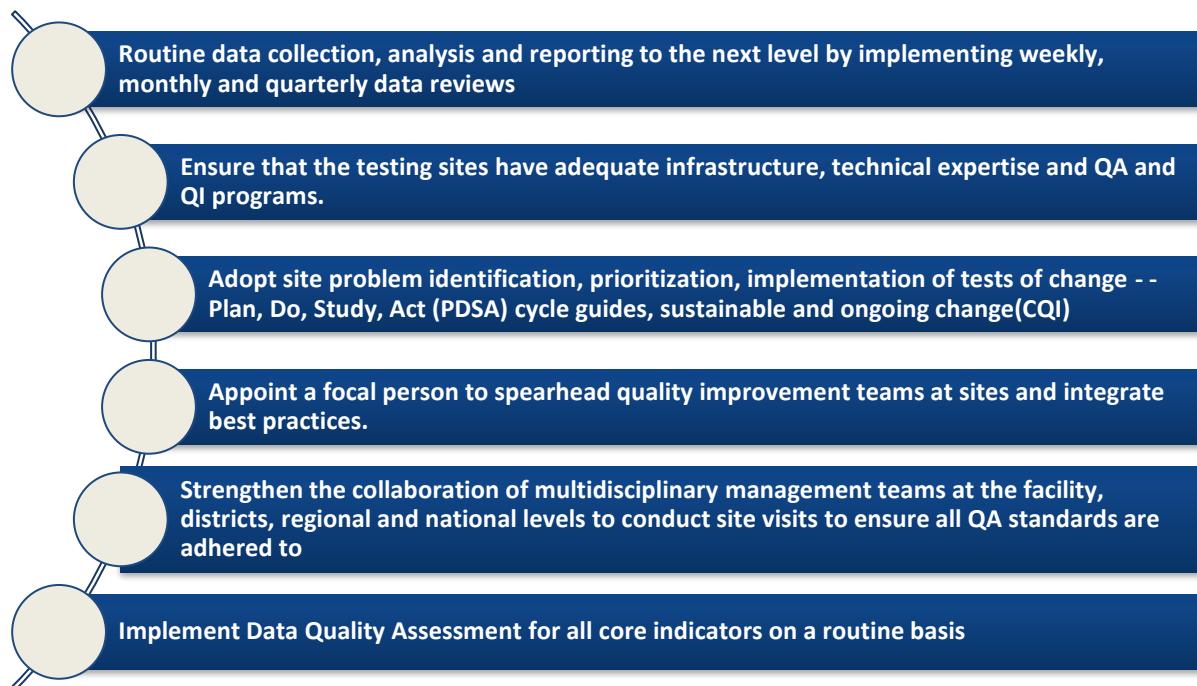 Routine data collection, analysis and reporting to the next level by implementing weekly,
monthly and quarterly data reviews
Ensure that the testing sites have adequate infrastructure, technical expertise and QA and
QI programs.
Adopt site problem identification, prioritization, implementation of tests of change - -
Plan, Do, Study, Act (PDSA) cycle guides, sustainable and ongoing change(CQI)
Appoint a focal person to spearhead quality improvement teams at sites and integrate
best practices.
Strengthen the collaboration of multidisciplinary management teams at the facility,
districts, regional and national levels to conduct site visits to ensure all QA standards are
adhered to
Implement Data Quality Assessment for all core indicators on a routine basis